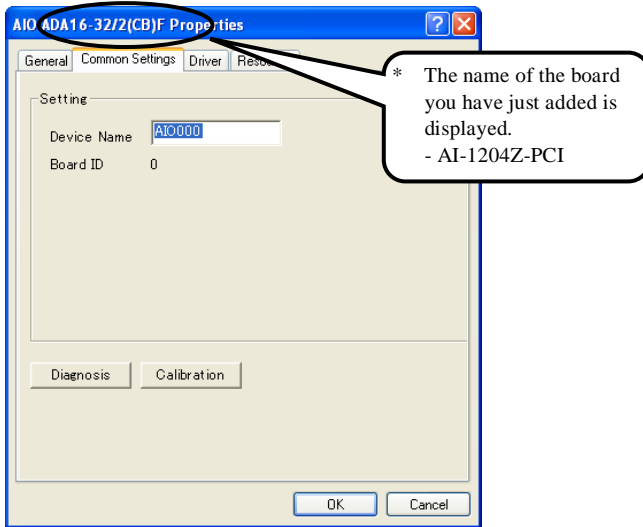 AIO ADA16-32/2(CB)F Properties
General Common Settings Driver
Setting
Device Name AIO000
Board ID 0
Diagnosis Calibration
OK Cancel
* The name of the board
you have just added is
displayed.
- AI-1204Z-PCI